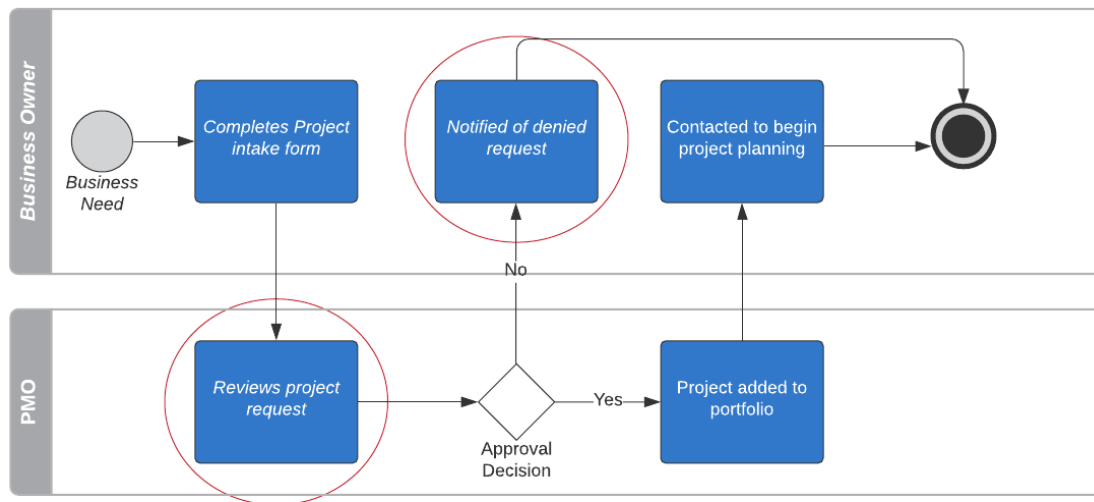 Business Owner
Business
Need
Completes Project
intake form
Notified of denied
request
Contacted to begin
project planning
No
PMO
Reviews project
request
Approval
Decision
Yes
Project added to
portfolio